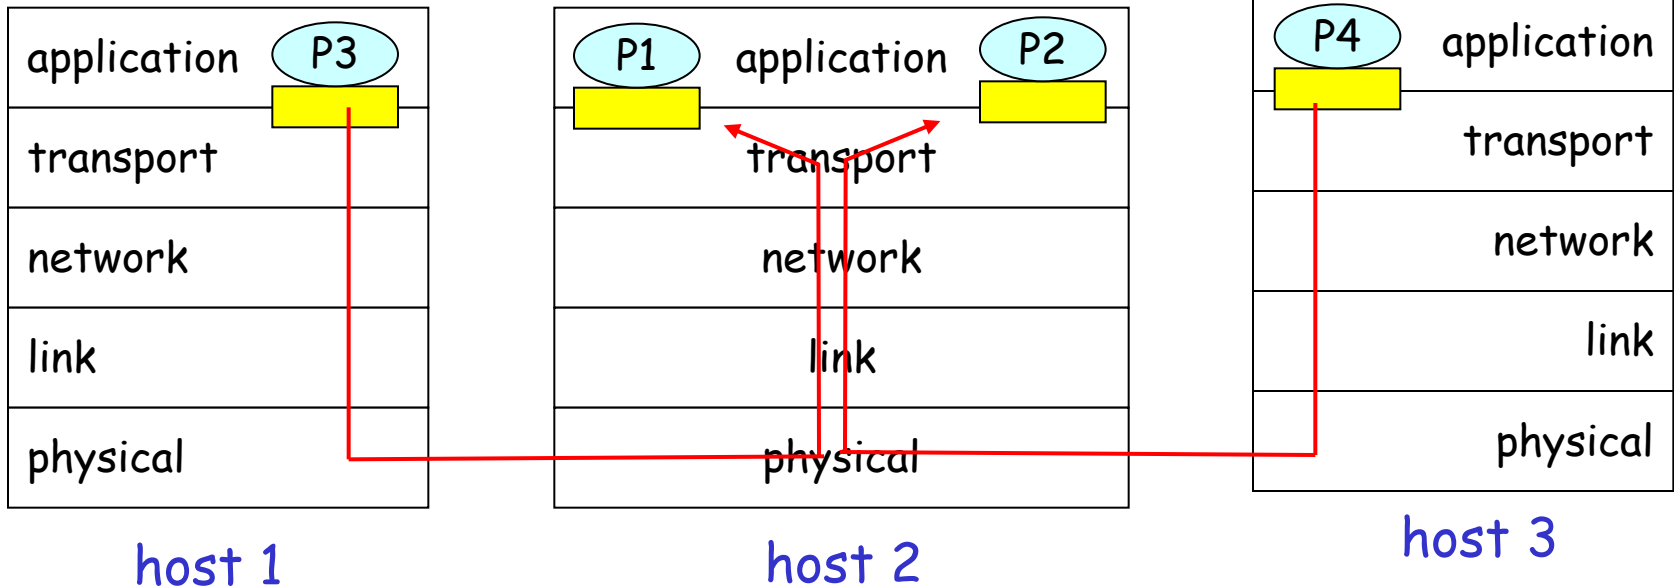 application
P3
transport
network
link
physical
host 1
P1
application
P2
transport
network
link
physical
host 2
P4
application
transport
network
link
physical
host 3